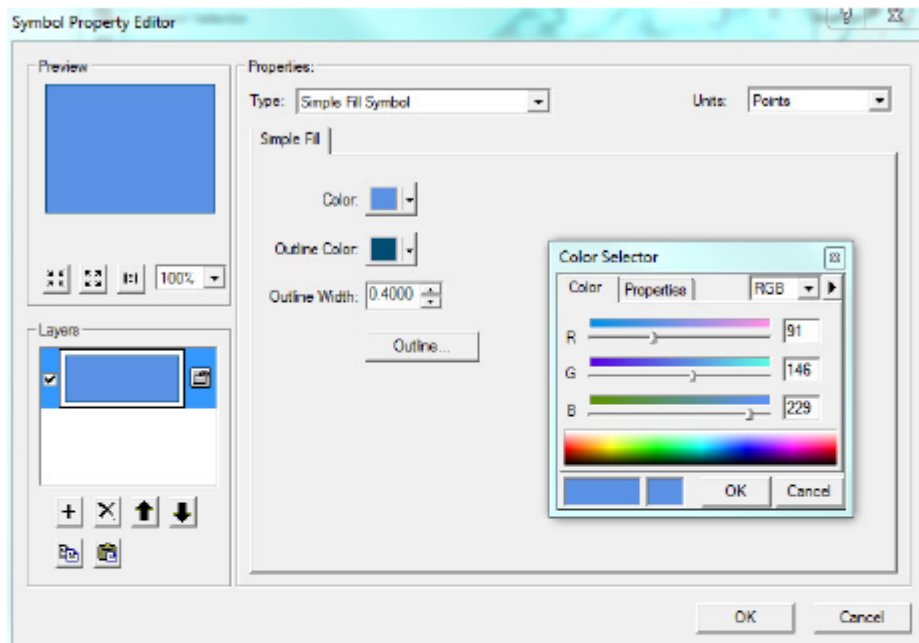 Symbol Property Editor
Preview
100%
Layers
Properties:
Type: Simple Fill Symbol
Units: Points
Simple Fill
Color:
Outline Color:
Outline Width: 0.4000
Outline...
Color Selector
Color Properties RGB
R 91
G 146
B 229
OK Cancel
OK Cancel